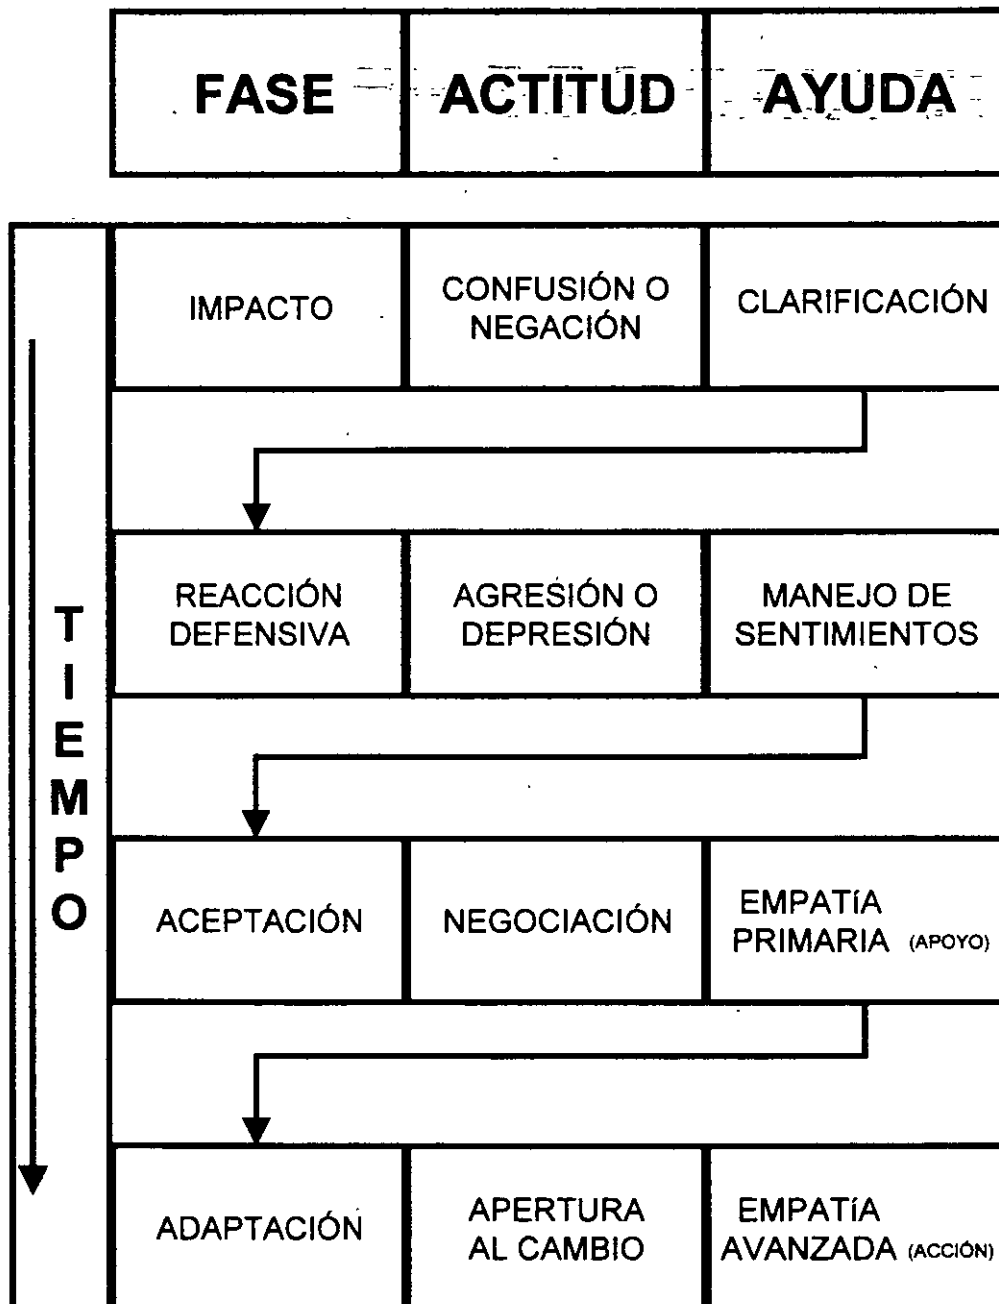 FASE ACTITUD AYUDA
IMPACTO
CONFUSIÓN O
NEGACIÓN
CLARIFICACIÓN
REACCIÓN
DEFENSIVA
AGRESIÓN O
DEPRESIÓN
MANEJO DE
SENTIMIENTOS
TIEMPO
ACEPTACIÓN
NEGOCIACIÓN
EMPATÍA
PRIMARIA (APOYO)
ADAPTACIÓN
APERTURA
AL CAMBIO
EMPATÍA
AVANZADA (ACCIÓN)